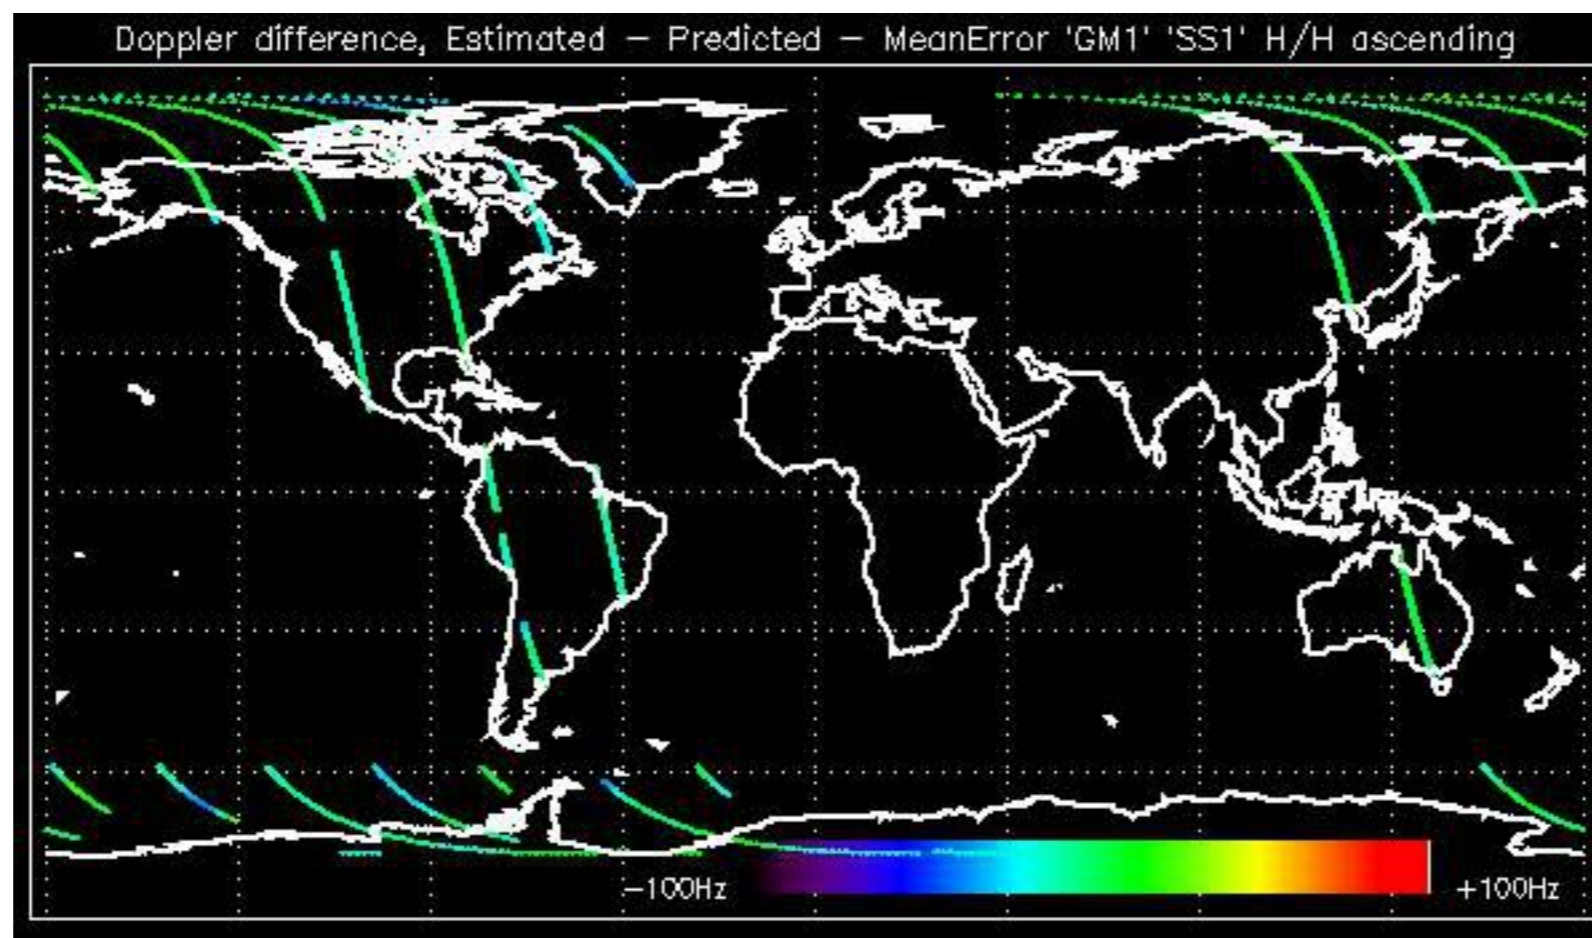 Doppler difference, Estimated – Predicted – MeanError 'GM1' 'SS1' H/H ascending
–100Hz +100Hz